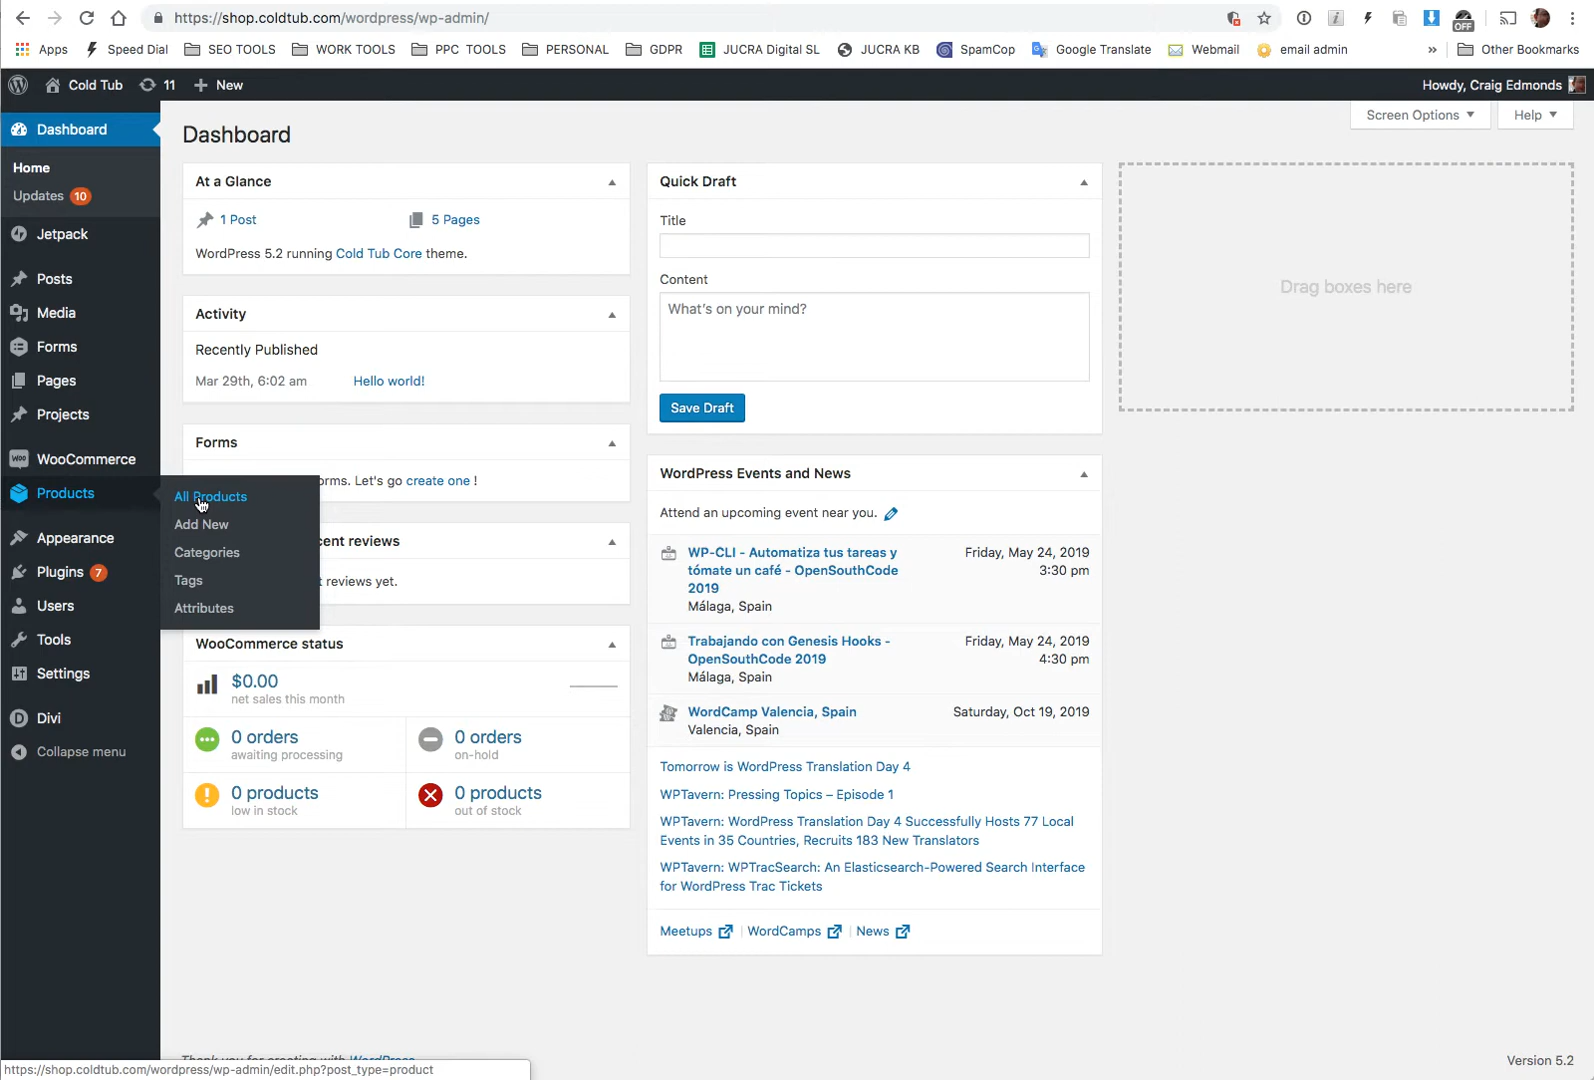 https://shop.coldtub.com/wordpress/wp-admin/
OFF
Apps
Speed Dial
SEO TOOLS
WORK TOOLS
PPC TOOLS
PERSONAL
GDPR
JUCRA Digital SL
JUCRA KB
SpamCop
Google Translate
Webmail
email admin
»
Other Bookmarks
Cold Tub
11
New
Howdy, Craig Edmonds
Dashboard
Home
Updates 10
Jetpack
Posts
Media
Forms
Pages
Projects
WooCommerce
Products
Appearance
Plugins 7
Users
Tools
Settings
Divi
Collapse menu
All Products
Add New
Categories
Tags
Attributes
Dashboard
Screen Options
Help
At a Glance
1 Post
5 Pages
WordPress 5.2 running Cold Tub Core theme.
Activity
Recently Published
Mar 29th, 6:02 am
Hello world!
Forms
orms. Let's go create one !
cent reviews
t reviews yet.
WooCommerce status
$0.00
net sales this month
0 orders
awaiting processing
0 orders
on-hold
0 products
low in stock
0 products
out of stock
Quick Draft
Title
Content
What's on your mind?
Save Draft
WordPress Events and News
Attend an upcoming event near you.
WP-CLI - Automatiza tus tareas y
tómate un café - OpenSouthCode
2019
Málaga, Spain
Friday, May 24, 2019
3:30 pm
Trabajando con Genesis Hooks -
OpenSouthCode 2019
Málaga, Spain
Friday, May 24, 2019
4:30 pm
WordCamp Valencia, Spain
Valencia, Spain
Saturday, Oct 19, 2019
Tomorrow is WordPress Translation Day 4
WPTavern: Pressing Topics – Episode 1
WPTavern: WordPress Translation Day 4 Successfully Hosts 77 Local
Events in 35 Countries, Recruits 183 New Translators
WPTavern: WPTracSearch: An Elasticsearch-Powered Search Interface
for WordPress Trac Tickets
Meetups
WordCamps
News
Drag boxes here
Thank you for creating with WordPress.
Version 5.2
https://shop.coldtub.com/wordpress/wp-admin/edit.php?post_type=product